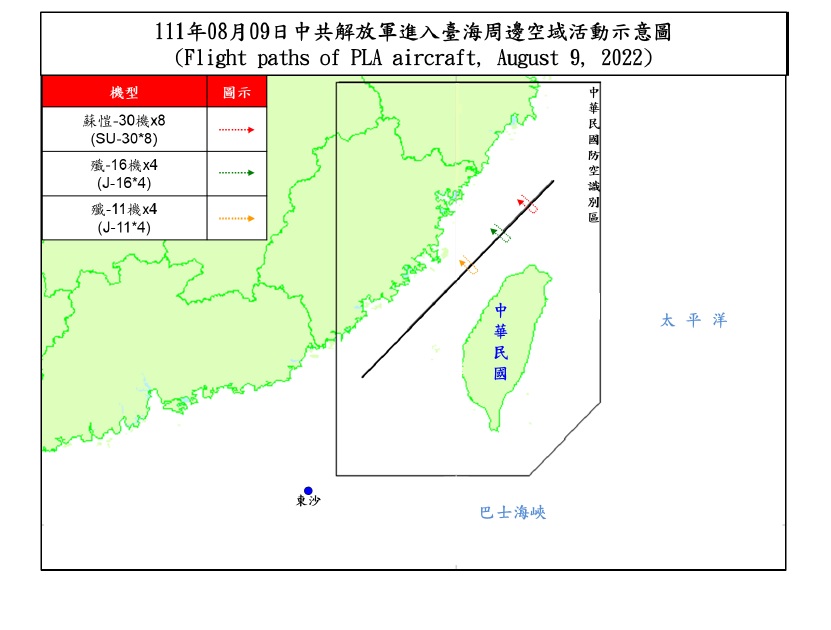 111年08月09日中共解放軍進入臺海周邊空域活動示意圖
(Flight paths of PLA aircraft, August 9, 2022)
機型 圖示
蘇愷-30機x8
(SU-30*8)
殲-16機x4
(J-16*4)
殲-11機x4
(J-11*4)
中華民國防空識別區
中華民國
太平洋
東沙
巴士海峽